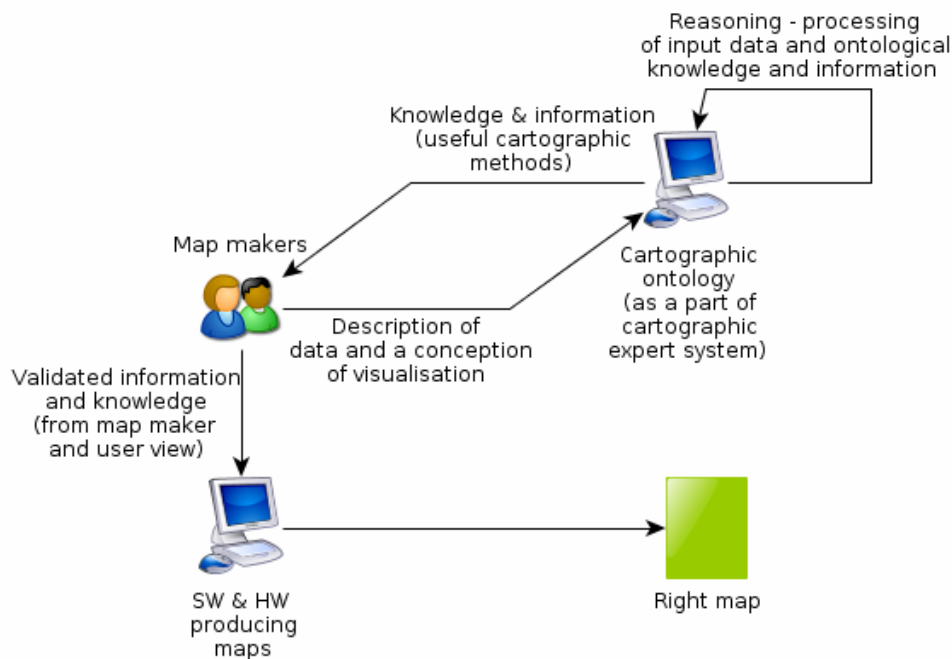 Reasoning - processing
of input data and ontological
knowledge and information
Knowledge & information
(useful cartographic
methods)
Map makers
Cartographic
ontology
(as a part of
cartographic
expert system)
Description of
data and a conception
of visualisation
Validated information
and knowledge
(from map maker
and user view)
SW & HW
producing
maps
Right map